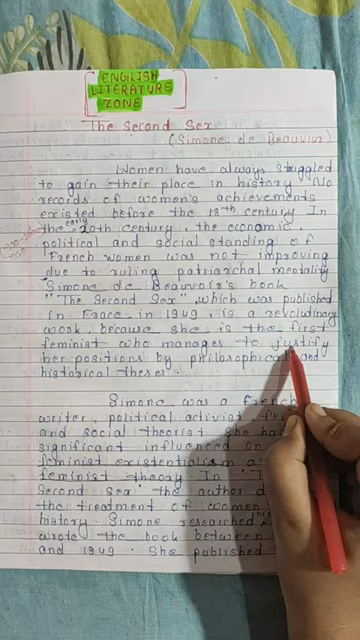 ENGLISH
LITERATURE
ZONE
The Second Sex
(Simone de Beauvior)
Women have always struggled
to gain their place in history. No
records of women's achievements
existed before the 18th century. In
the early 20th century, the economic,
political and social standing of
French women was not improving
due to ruling patriarchal mentality.
Simone de Beauvoir's book
"The Second Sex", which was published
in Frace in 1949, is a revolutinary
work, because she is the first
feminist who manages to justify
her positions by philosophical and
historical theses.
Simone was a French
writer, political activist
and social theorist. She
significant influenced on
feminist existentialism
feminist theory. In
Second Sex" the author
the treatment of women
history. Simone researched
wrote the book between
and 1949. She published